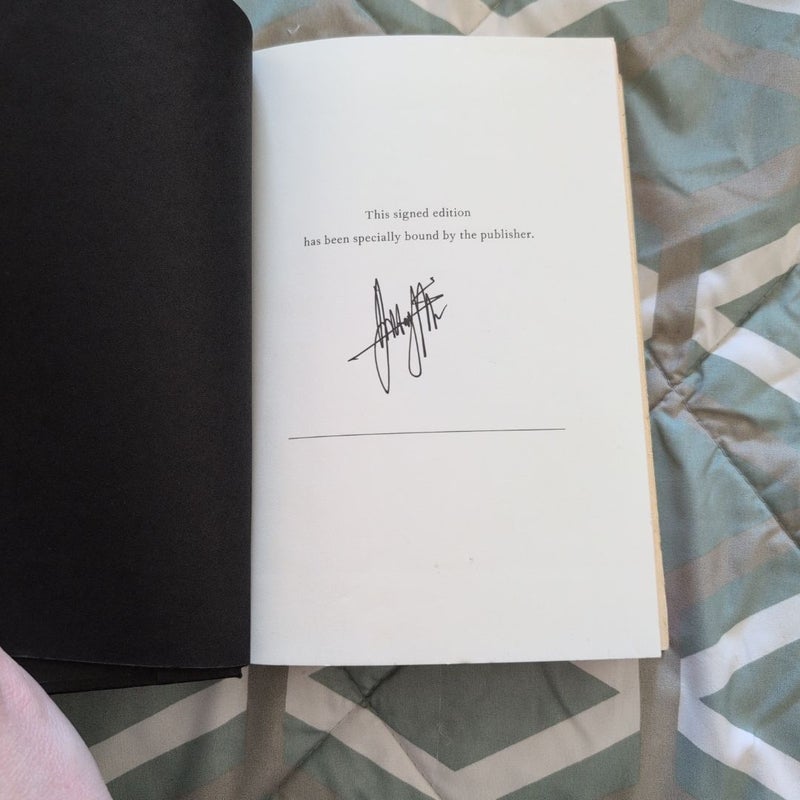 This signed edition
has been specially bound by the publisher.